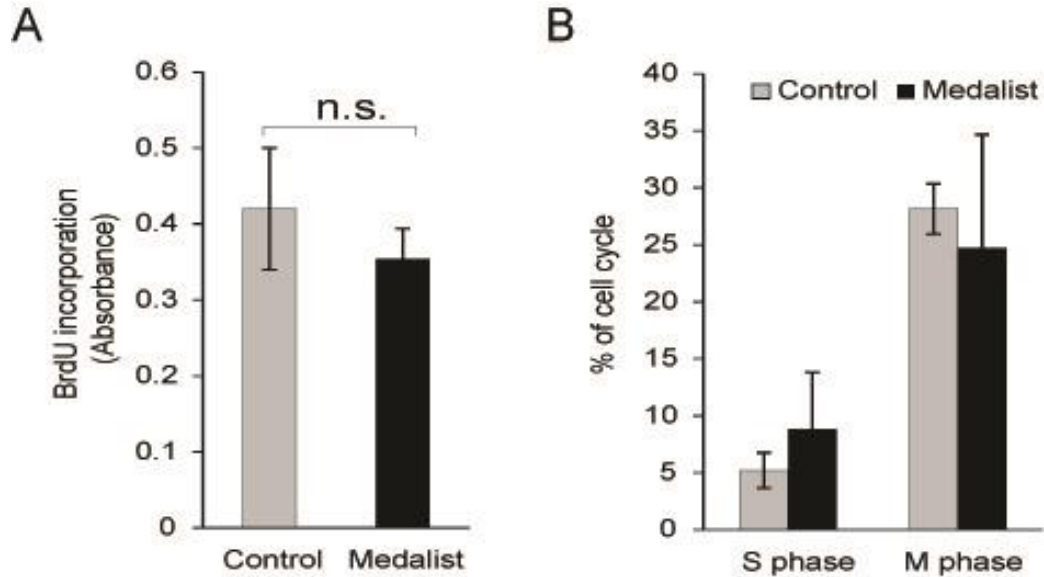 A
BrdU incorporation
(Absorbance)
0.6
0.5
0.4
0.3
0.2
0.1
0
n.s.
Control Medalist
B
% of cell cycle
40
35
30
25
20
15
10
5
0
Control Medalist
S phase M phase